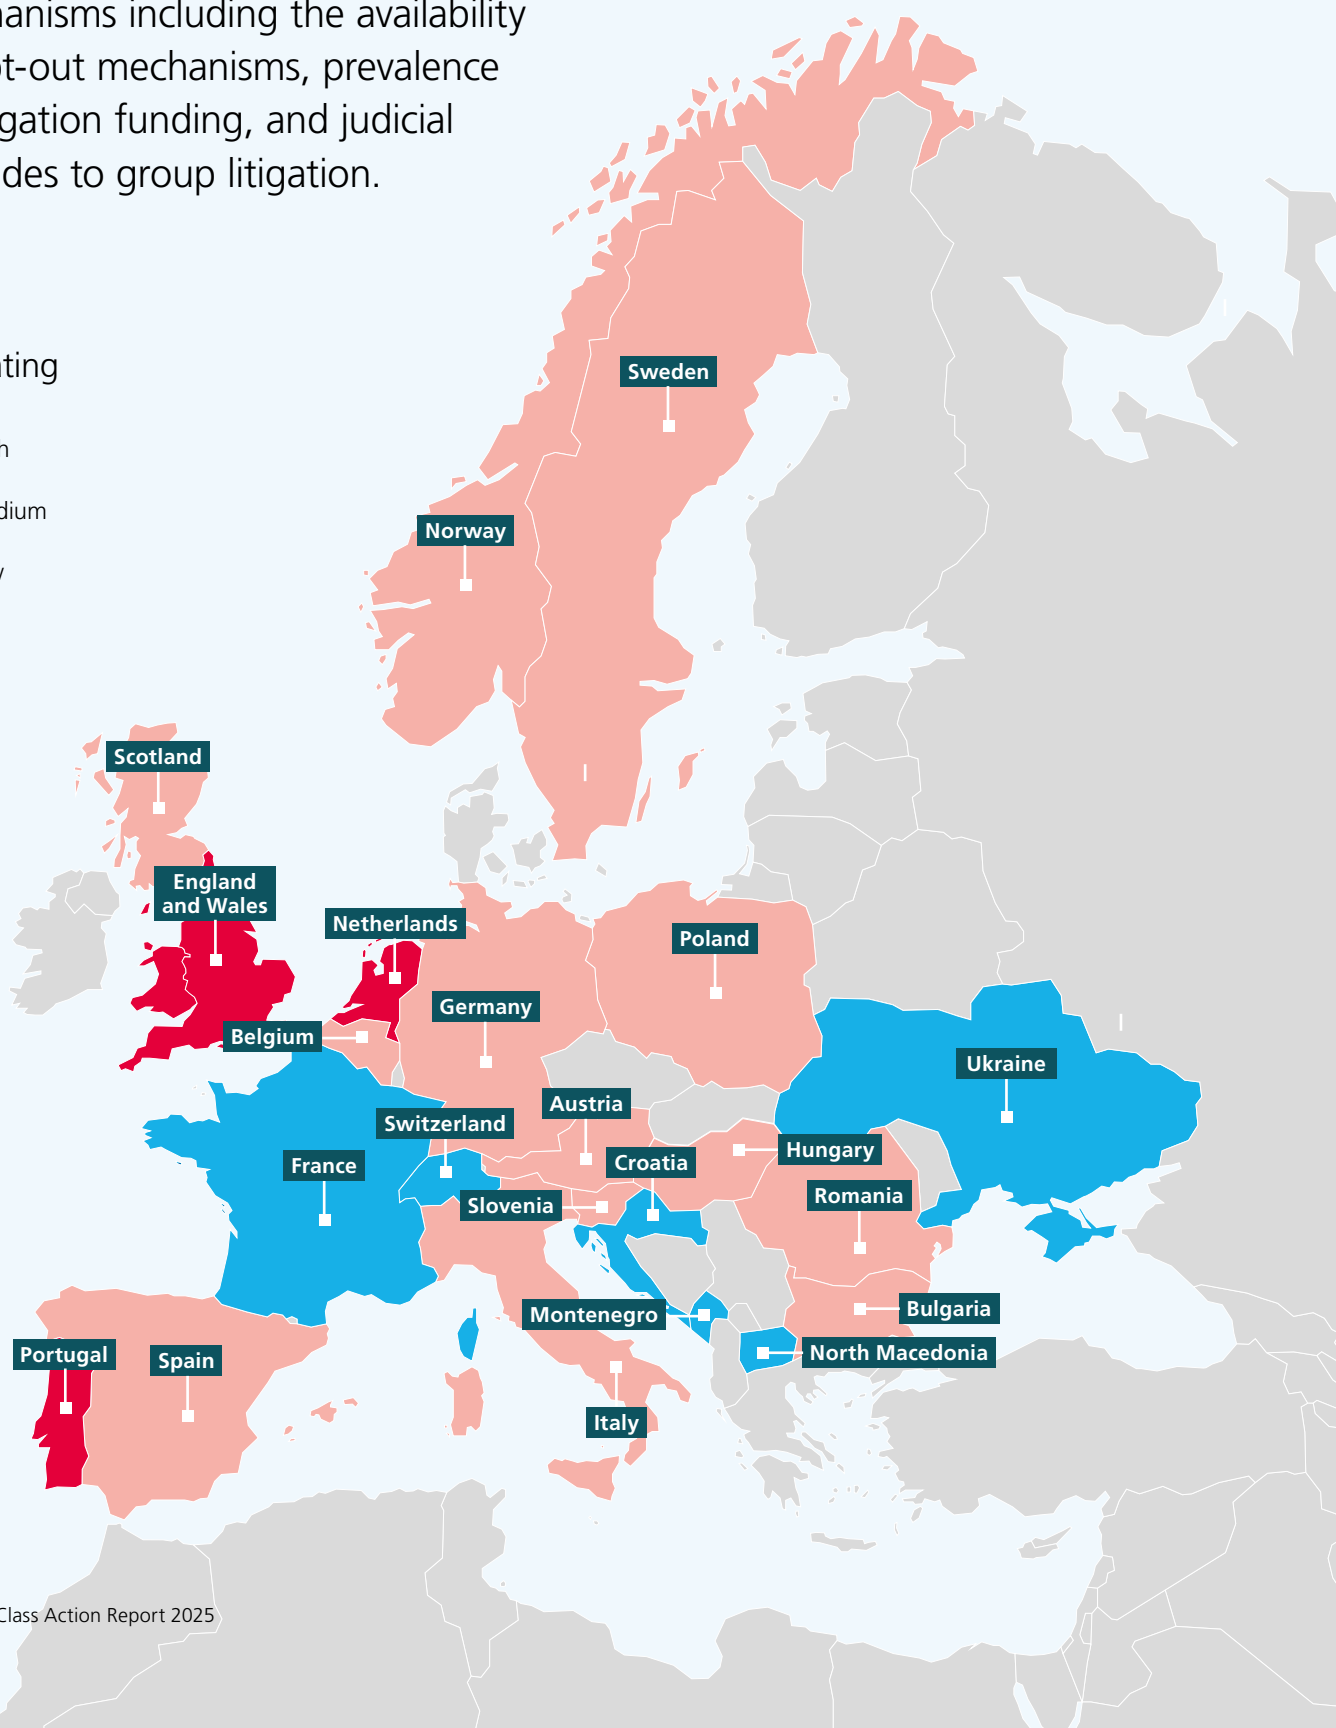 anisms including the availability
t-out mechanisms, prevalence
gation funding, and judicial
des to group litigation.
ting
dium
Sweden
Norway
Scotland
England
and Wales
Netherlands
Poland
Germany
Belgium
Ukraine
Austria
Switzerland
Hungary
Croatia
France
Romania
Slovenia
Bulgaria
Montenegro
North Macedonia
Portugal
Spain
Italy
Class Action Report 2025